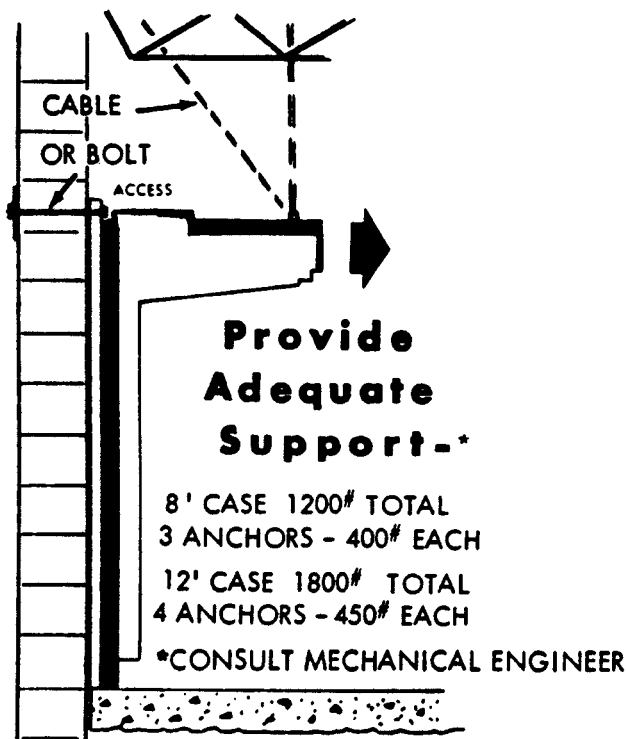 CABLE
OR BOLT
ACCESS
Provide
Adequate
Support-*
8' CASE 1200# TOTAL
3 ANCHORS - 400# EACH
12' CASE 1800# TOTAL
4 ANCHORS - 450# EACH
*CONSULT MECHANICAL ENGINEER